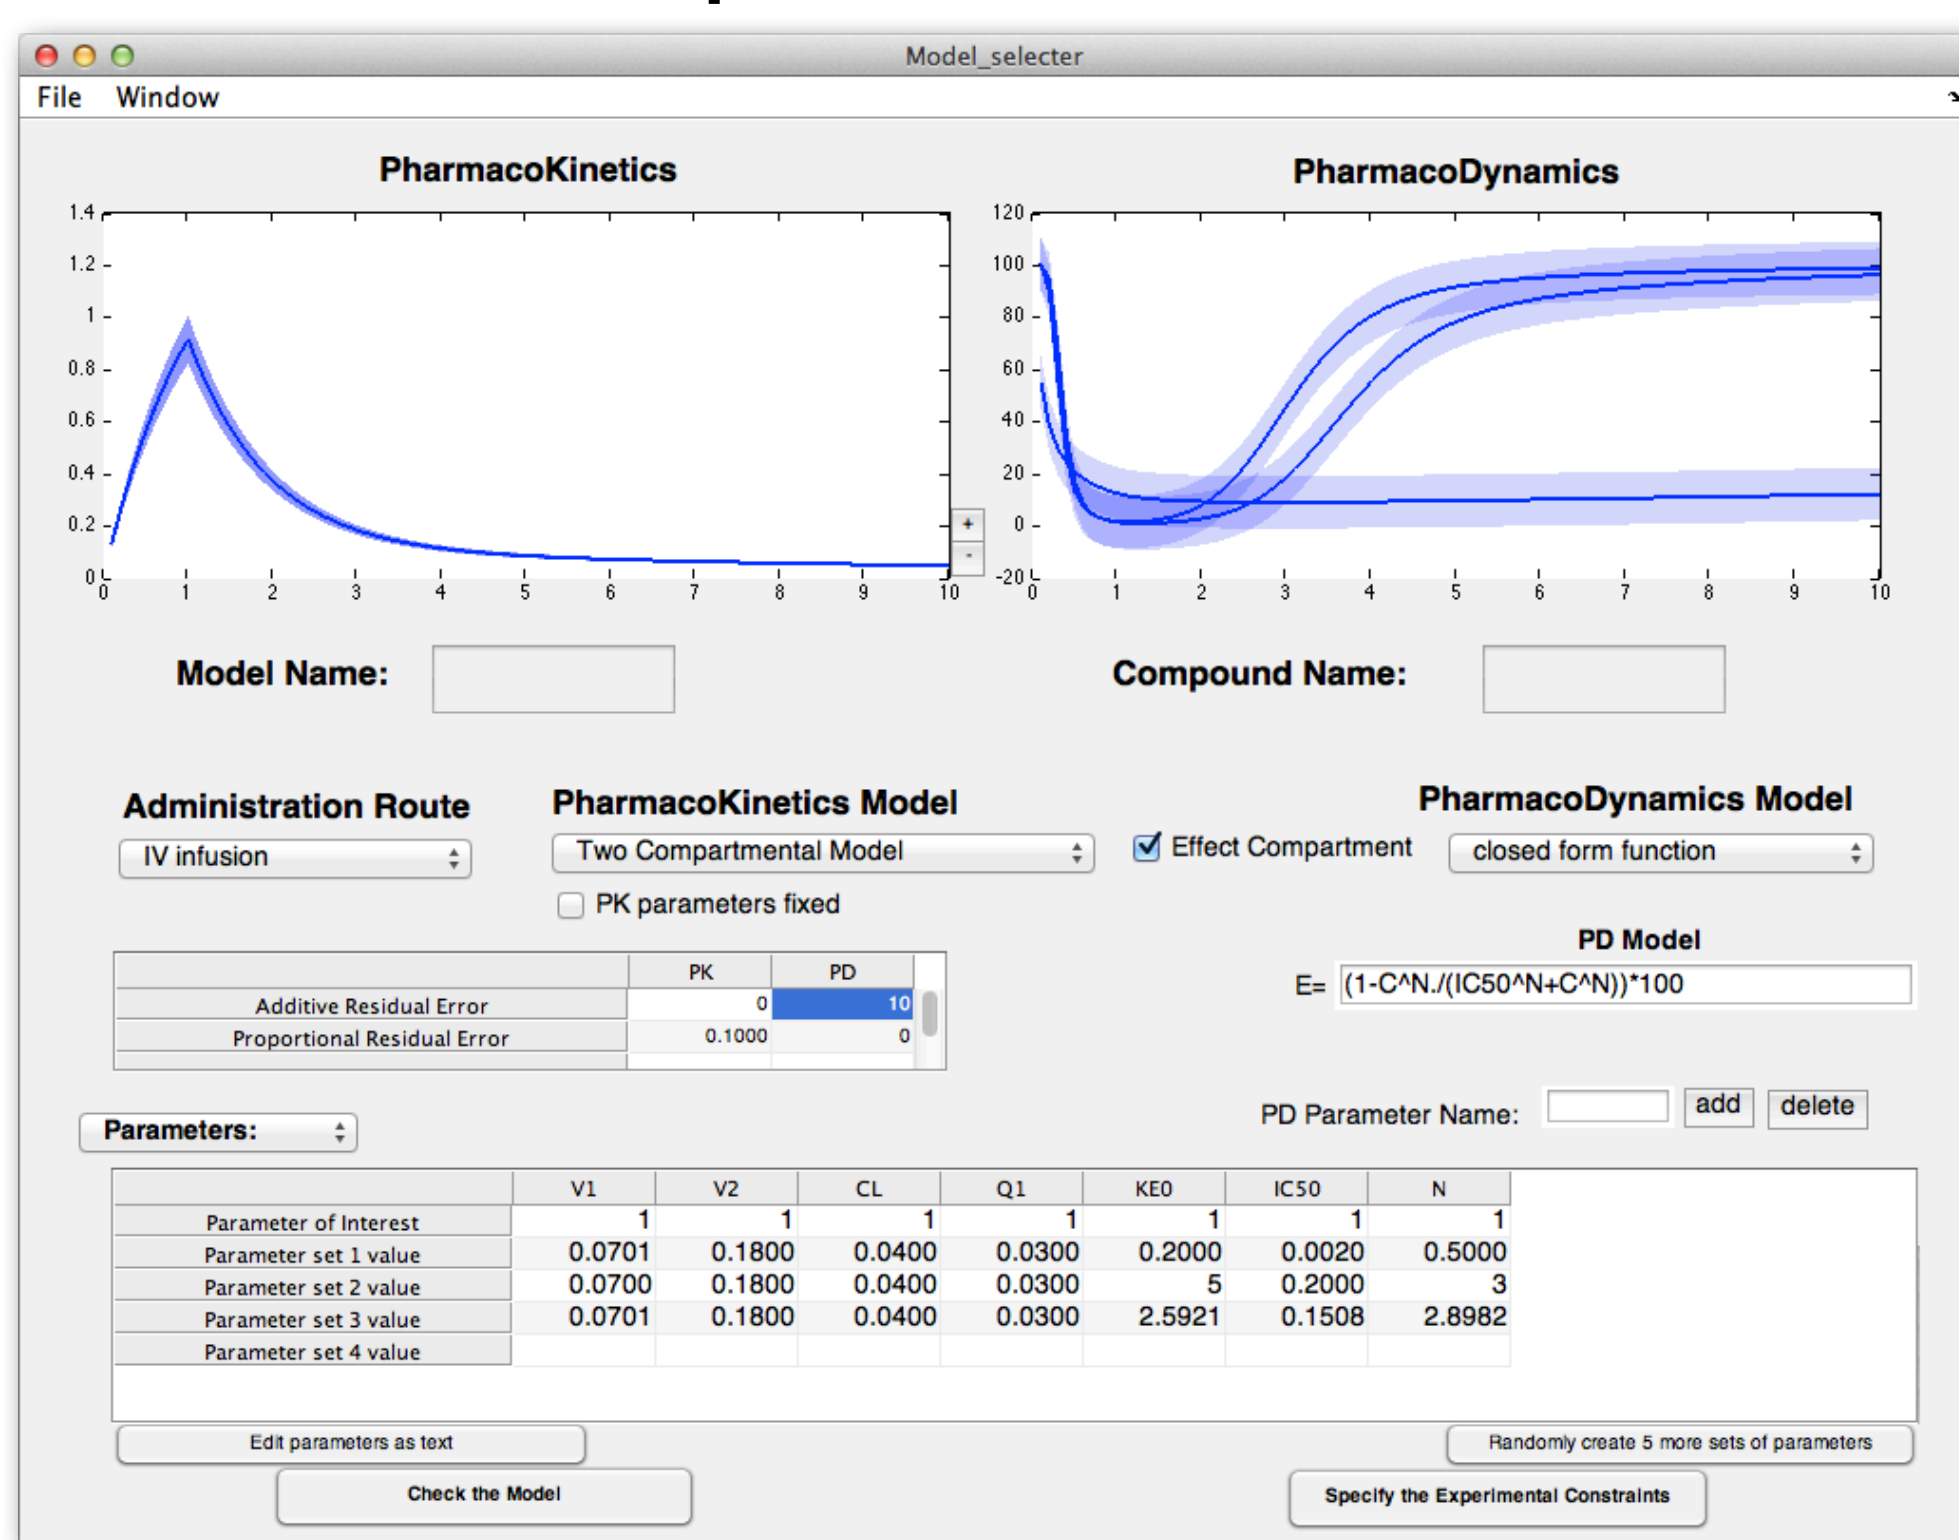 Model_selecter
File Window
PharmacoKinetics PharmacoDynamics
1.4
1.2
1
0.8
0.6
0.4
0.2
0
0 1 2 3 4 5 6 7 8 9 10
+
-
120
100
80
60
40
20
0
-20
0 1 2 3 4 5 6 7 8 9 10
Model Name: Compound Name:
Administration Route PharmacoKinetics Model PharmacoDynamics Model
IV infusion Two Compartmental Model Effect Compartment closed form function
PK parameters fixed
PD Model
E= (1-C^N./(IC50^N+C^N))*100
PK PD
Additive Residual Error 0 10
Proportional Residual Error 0.1000 0
PD Parameter Name: add delete
Parameters:
V1 V2 CL Q1 KE0 IC50 N
Parameter of Interest 1 1 1 1 1 1 1
Parameter set 1 value 0.0701 0.1800 0.0400 0.0300 0.2000 0.0020 0.5000
Parameter set 2 value 0.0700 0.1800 0.0400 0.0300 5 0.2000 3
Parameter set 3 value 0.0701 0.1800 0.0400 0.0300 2.5921 0.1508 2.8982
Parameter set 4 value
Edit parameters as text Randomly create 5 more sets of parameters
Check the Model Specify the Experimental Constraints